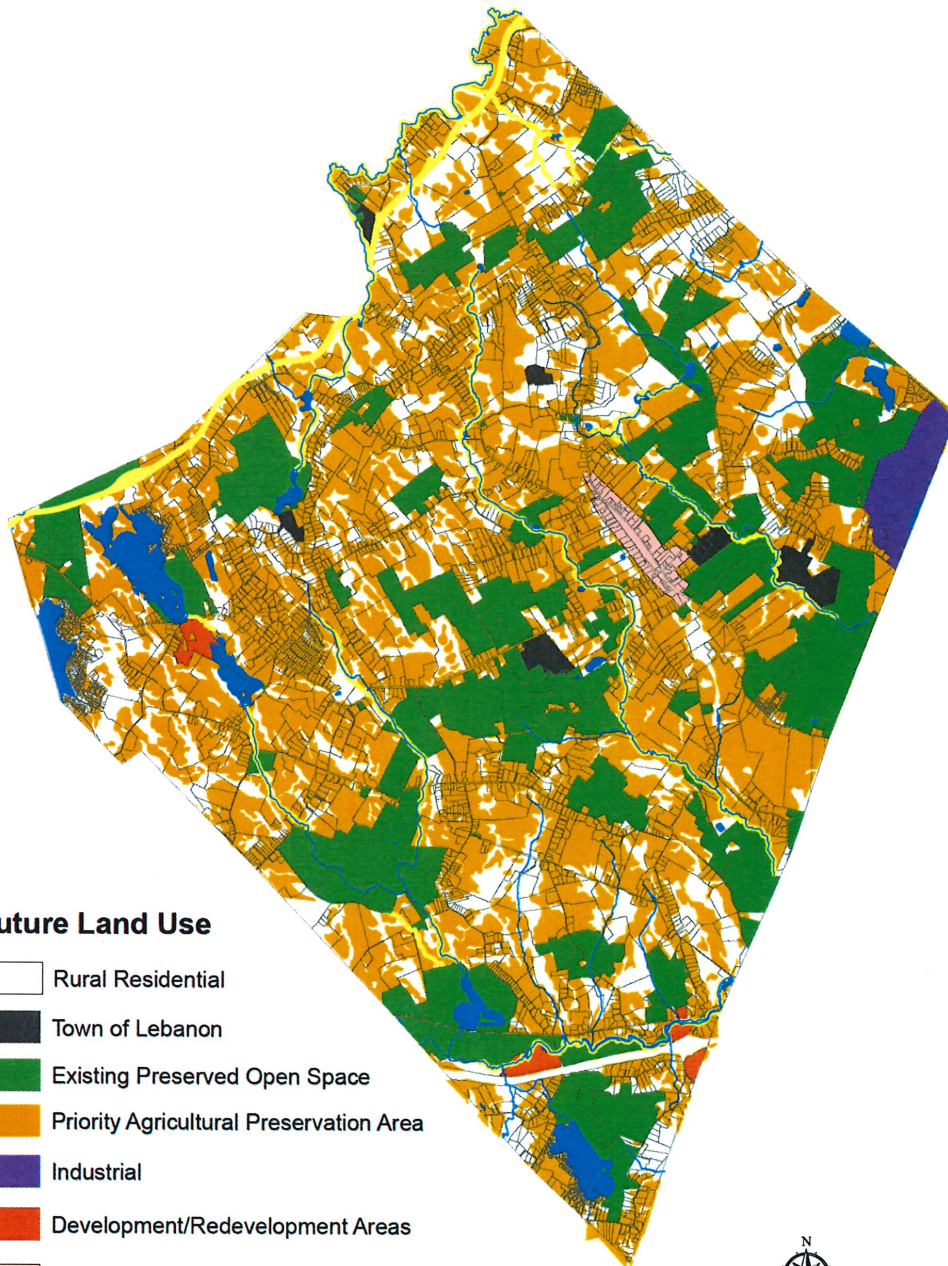 uture Land Use
Rural Residential
Town of Lebanon
Existing Preserved Open Space
Priority Agricultural Preservation Area
Industrial
Development/Redevelopment Areas
N